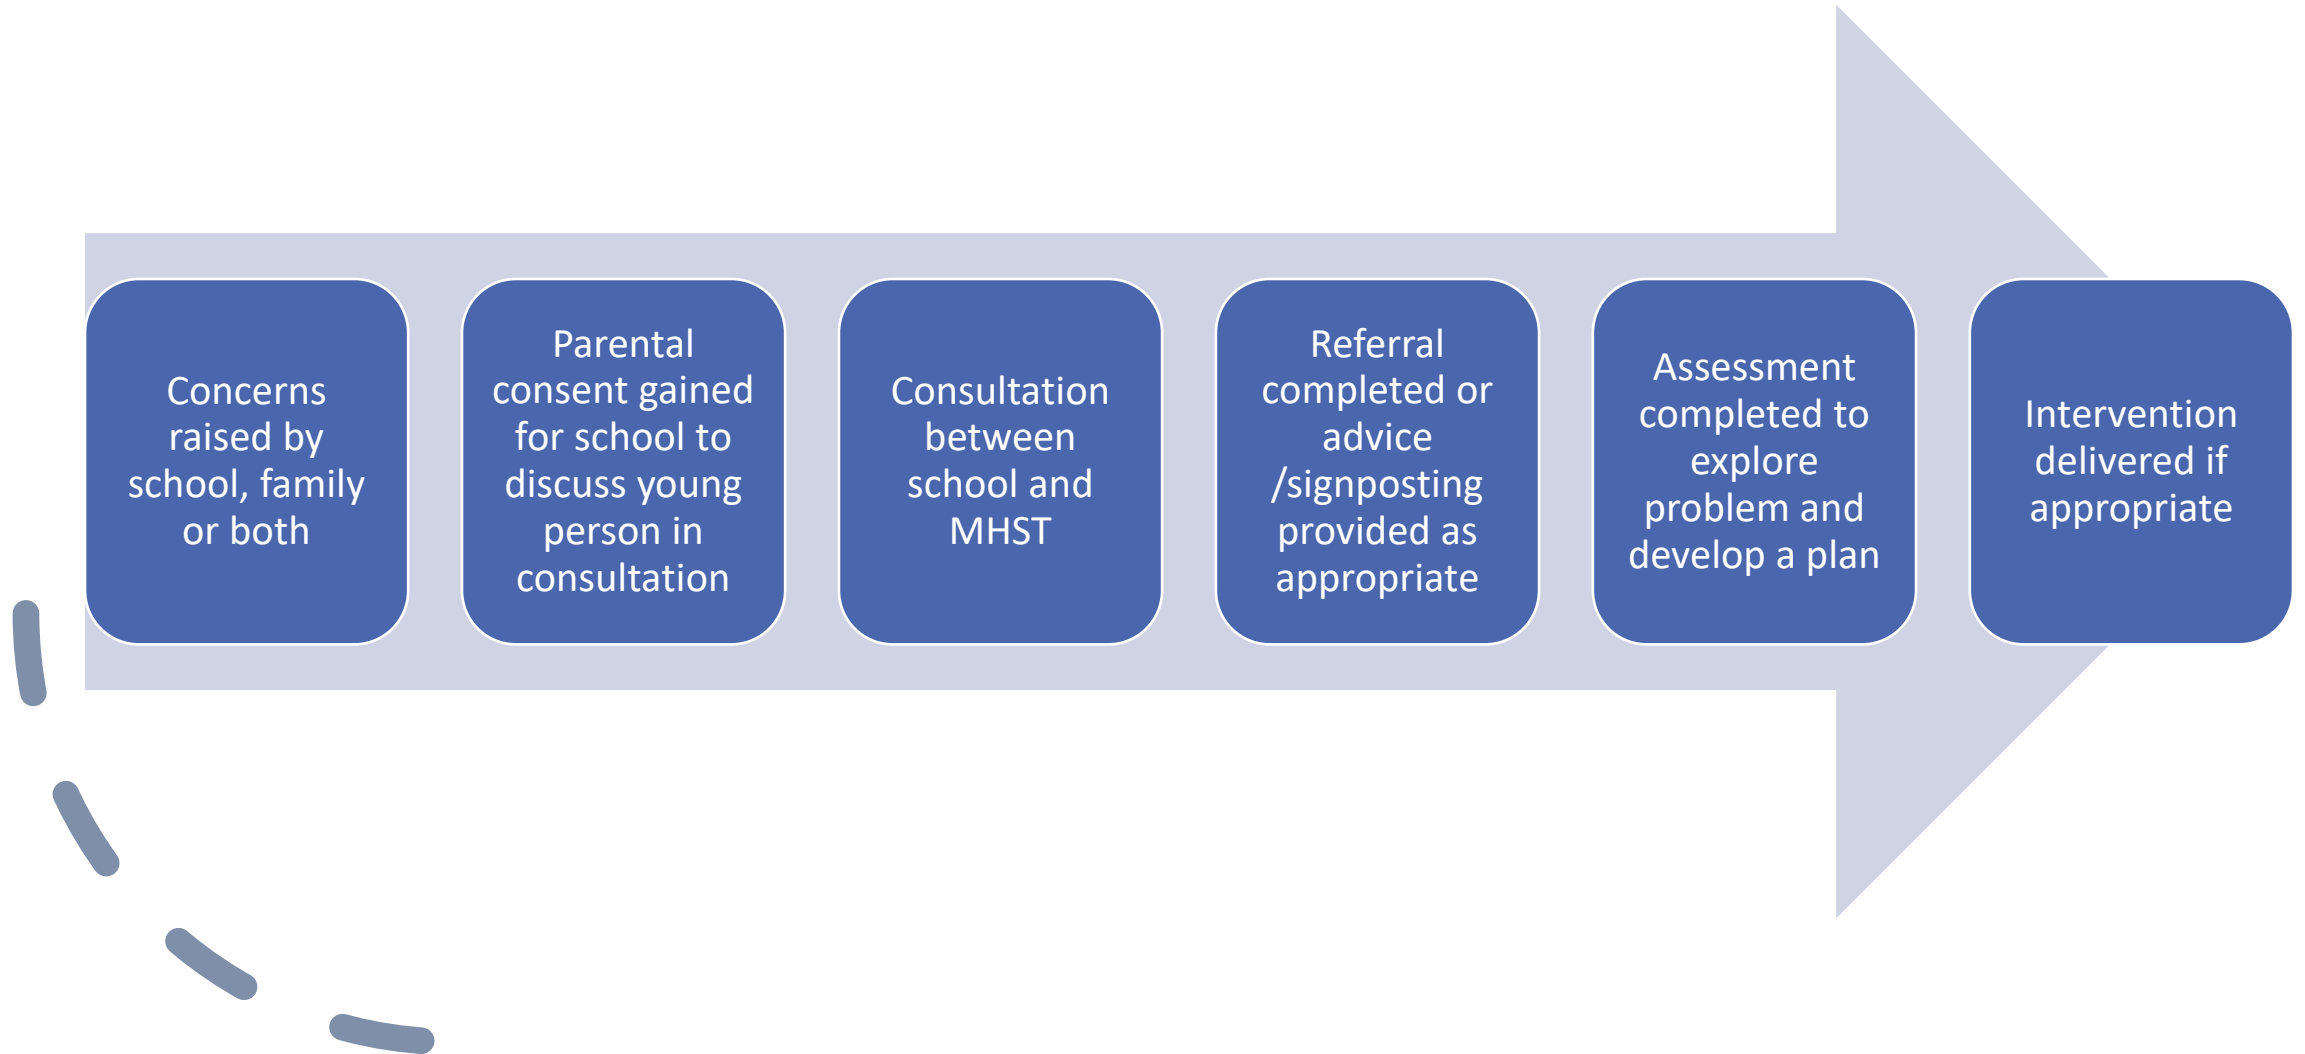 Concerns
raised by
school, family
or both
Parental
consent gained
for school to
discuss young
person in
consultation
Consultation
between
school and
MHST
Referral
completed or
advice
/signposting
provided as
appropriate
Assessment
completed to
explore
problem and
develop a plan
Intervention
delivered if
appropriate